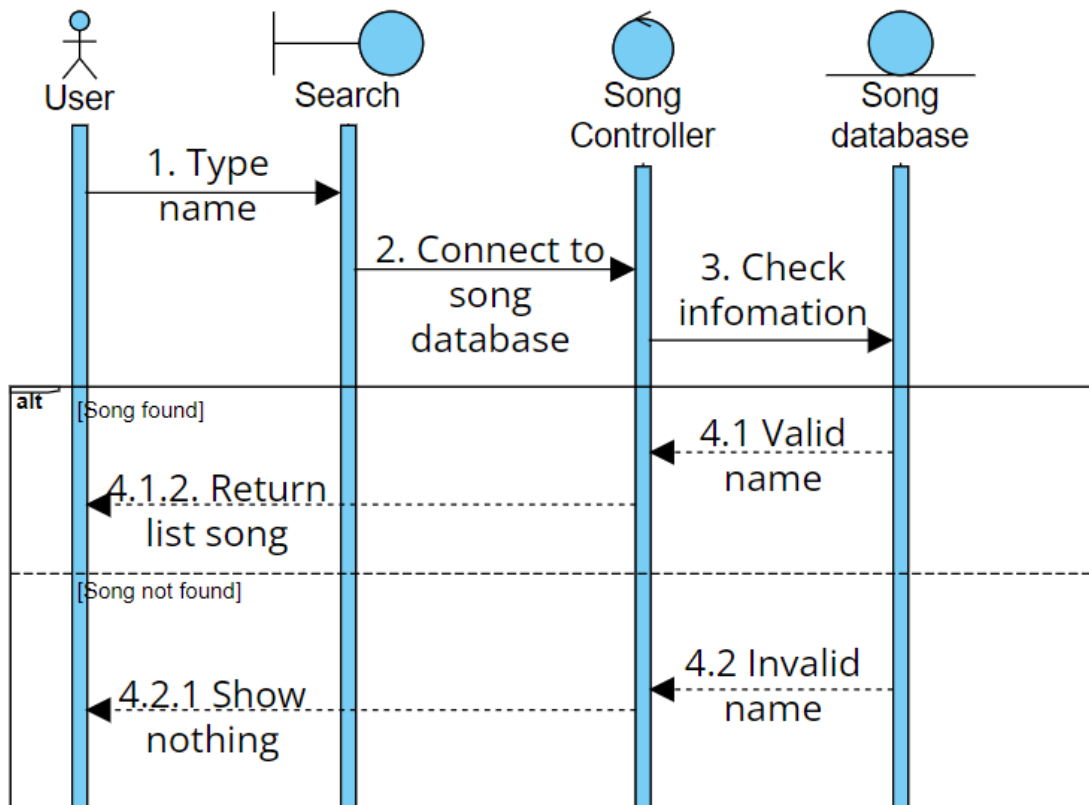 User
Search
Song
Controller
Song
database
1. Type
name
2. Connect to
song
database
3. Check
infomation
alt
[Song found]
4.1 Valid
name
4.1.2. Return
list song
[Song not found]
4.2 Invalid
name
4.2.1 Show
nothing